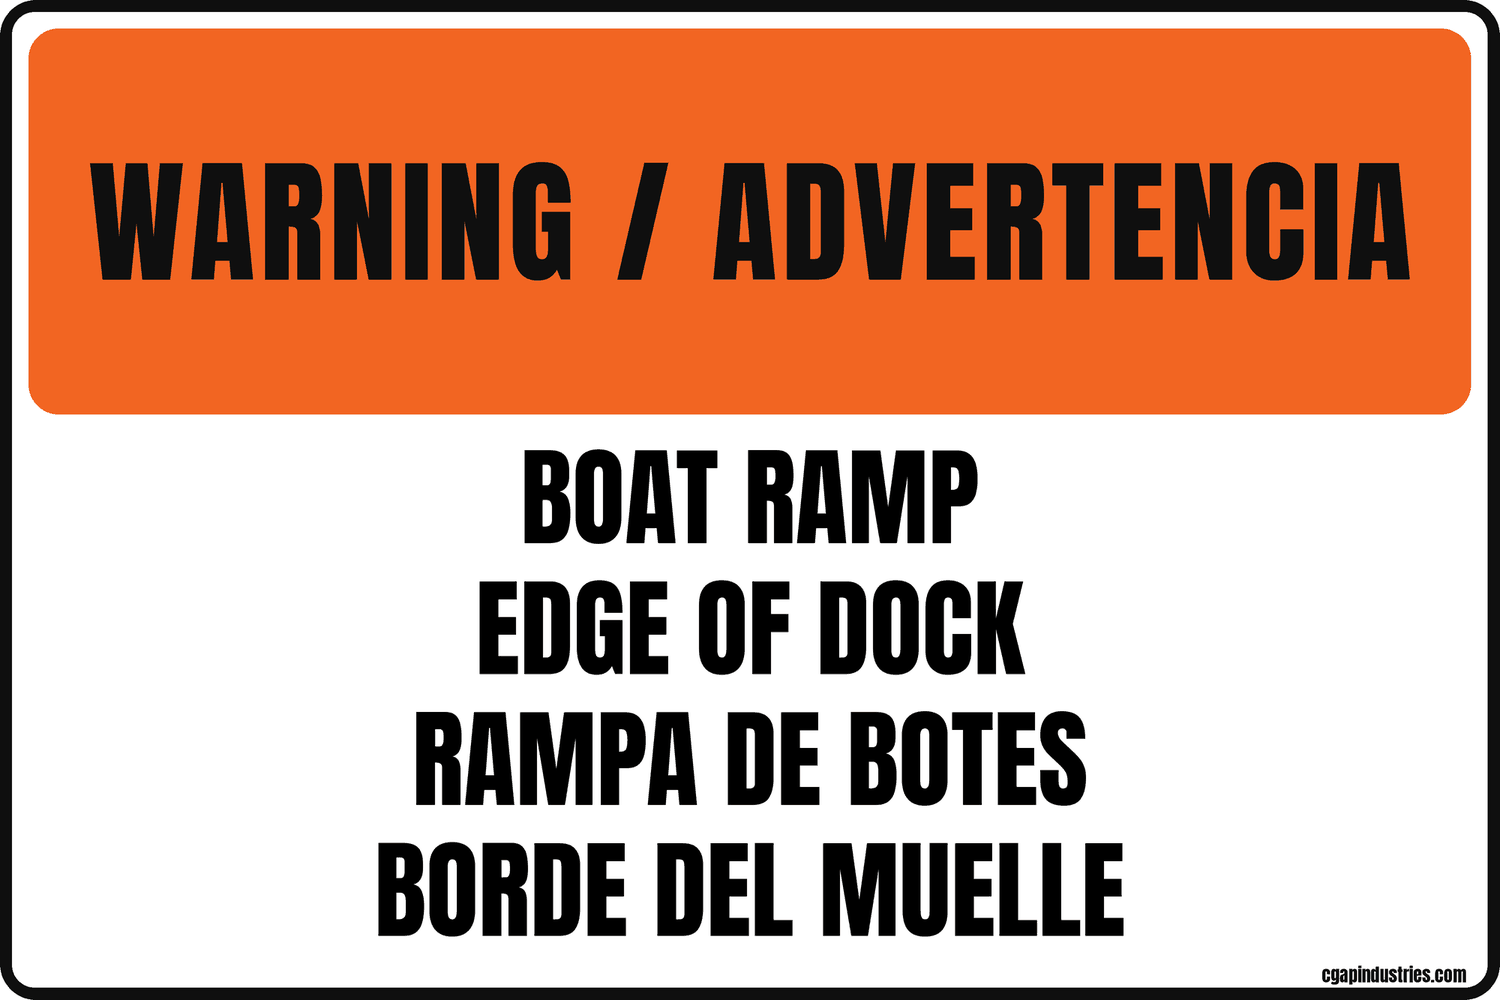 WARNING / ADVERTENCIA
BOAT RAMP
EDGE OF DOCK
RAMPA DE BOTES
BORDE DEL MUELLE
cgapindustries.com